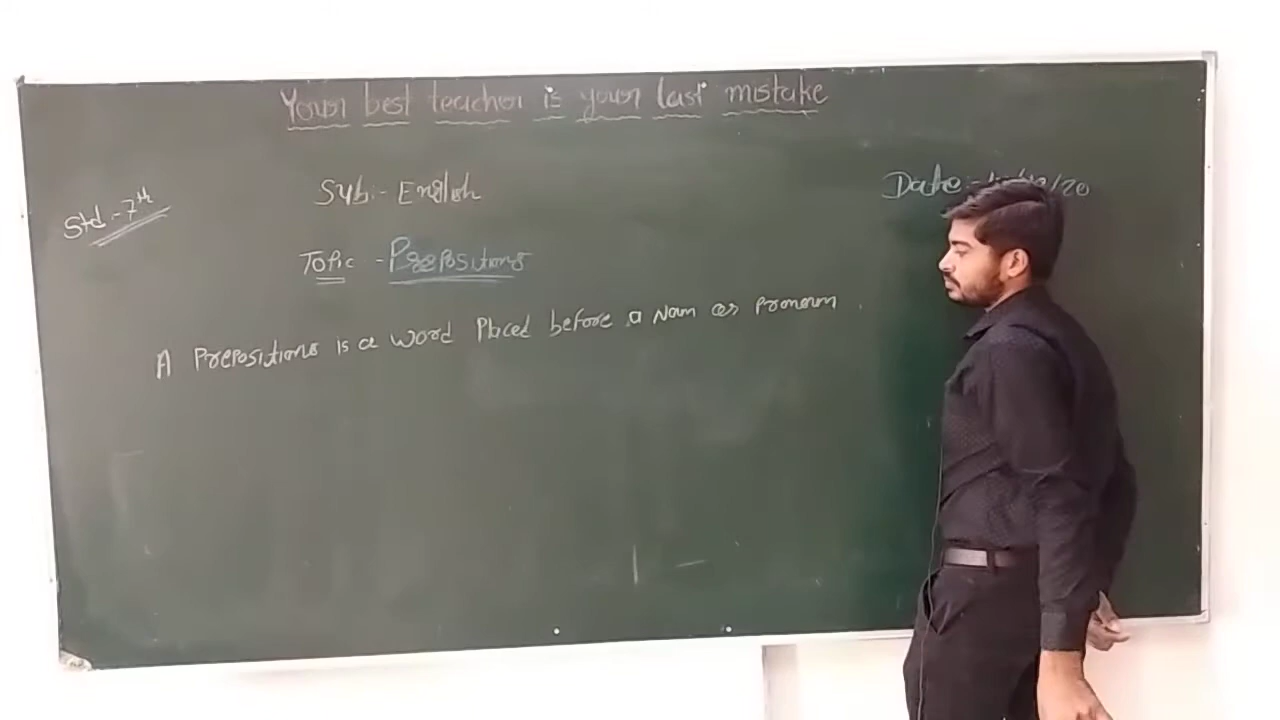 Your best teacher is your last mistake
Std :- 7th
Sub:- English
Date :- /20
Topic - Prepositions
A Prepositions is a word Placed before a Noun or Pronoun .